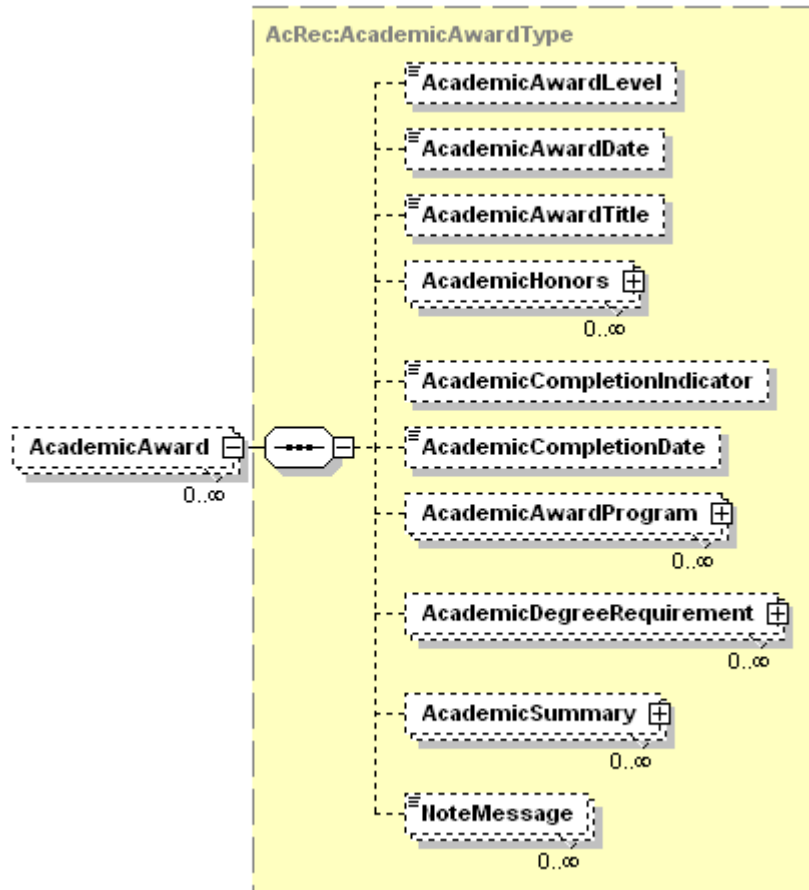 AcRec:AcademicAwardType
AcademicAwardLevel
AcademicAwardDate
AcademicAwardTitle
AcademicHonors
0..∞
AcademicCompletionIndicator
AcademicAward
0..∞
AcademicCompletionDate
AcademicAwardProgram
0..∞
AcademicDegreeRequirement
0..∞
AcademicSummary
0..∞
NoteMessage
0..∞